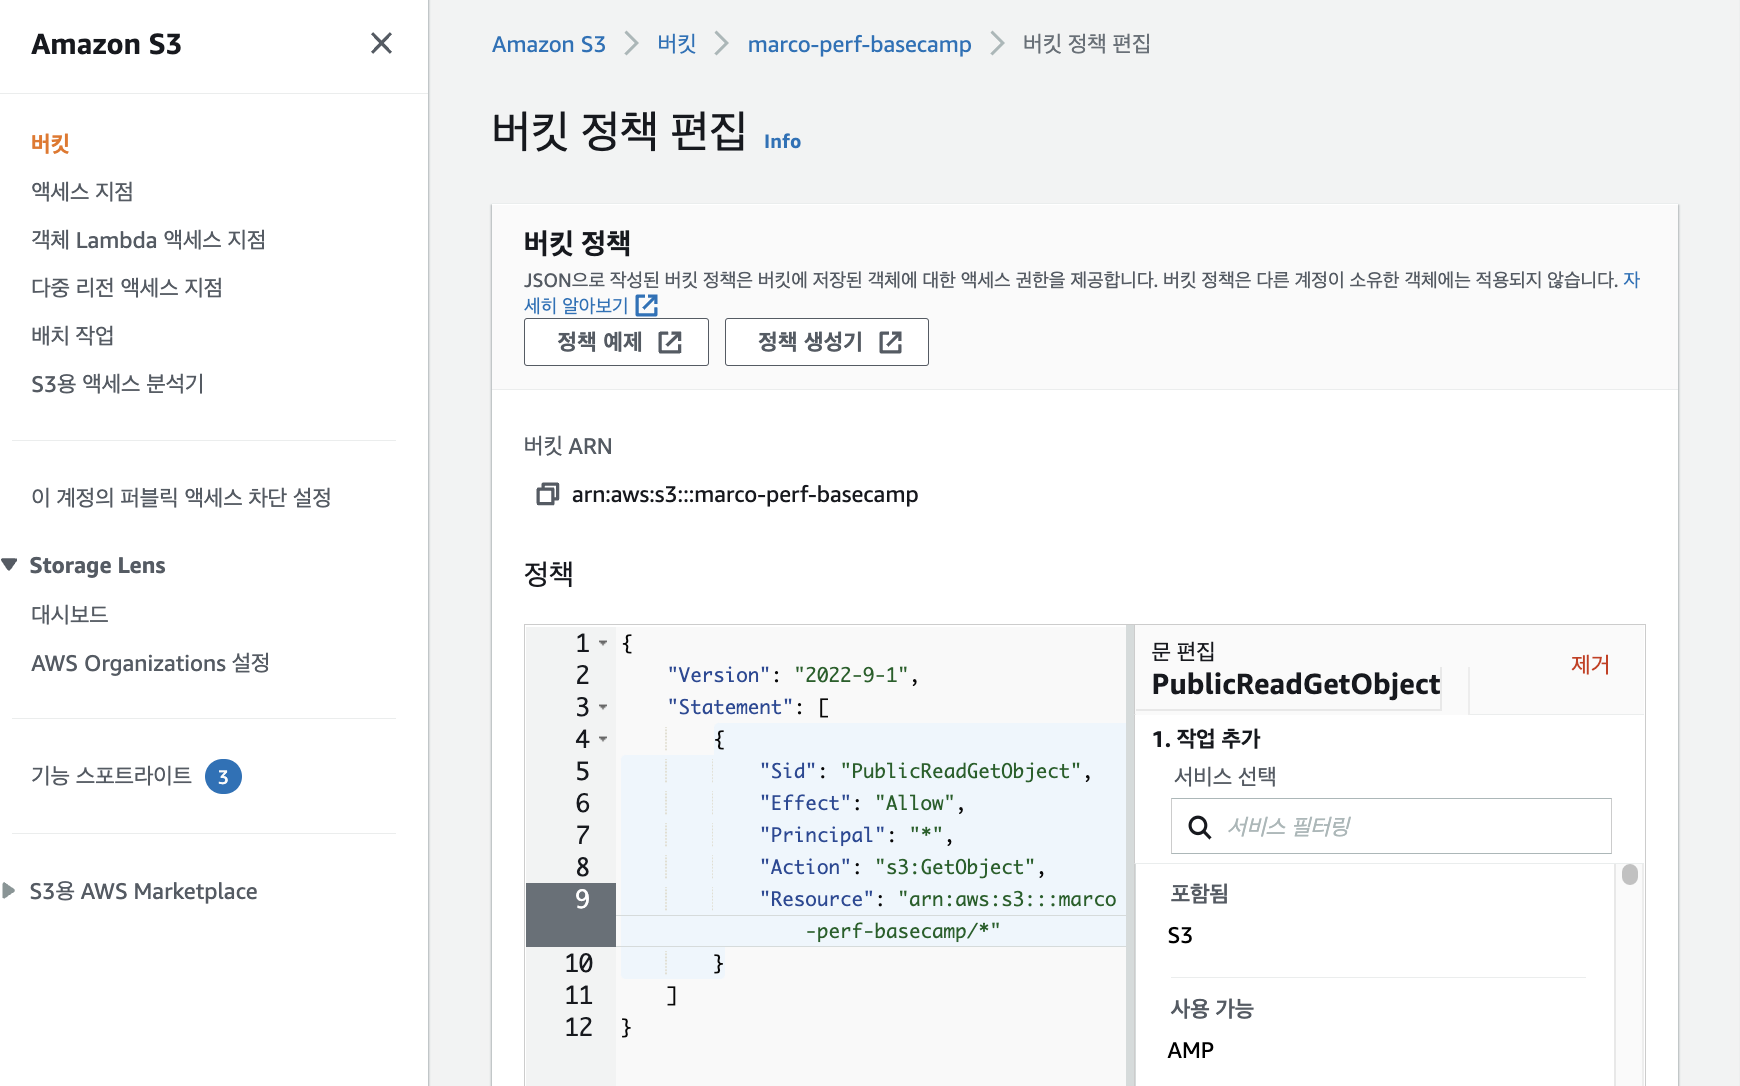 Amazon S3
버킷
액세스 지점
객체 Lambda 액세스 지점
다중 리전 액세스 지점
배치 작업
S3용 액세스 분석기
이 계정의 퍼블릭 액세스 차단 설정
Storage Lens
대시보드
AWS Organizations 설정
기능 스포트라이트 3
S3용 AWS Marketplace
Amazon S3 > 버킷 > marco-perf-basecamp > 버킷 정책 편집
버킷 정책 편집 Info
버킷 정책
JSON으로 작성된 버킷 정책은 버킷에 저장된 객체에 대한 액세스 권한을 제공합니다. 버킷 정책은 다른 계정이 소유한 객체에는 적용되지 않습니다. 자
세히 알아보기
정책 예제 정책 생성기
버킷 ARN
arn:aws:s3:::marco-perf-basecamp
정책
1 {
2 "Version": "2022-9-1",
3 "Statement": [
4 {
5 "Sid": "PublicReadGetObject",
6 "Effect": "Allow",
7 "Principal": "*",
8 "Action": "s3:GetObject",
9 "Resource": "arn:aws:s3:::marco
-perf-basecamp/*"
10 }
11 ]
12 }
문 편집
PublicReadGetObject
제거
1. 작업 추가
서비스 선택
서비스 필터링
포함됨
S3
사용 가능
AMP